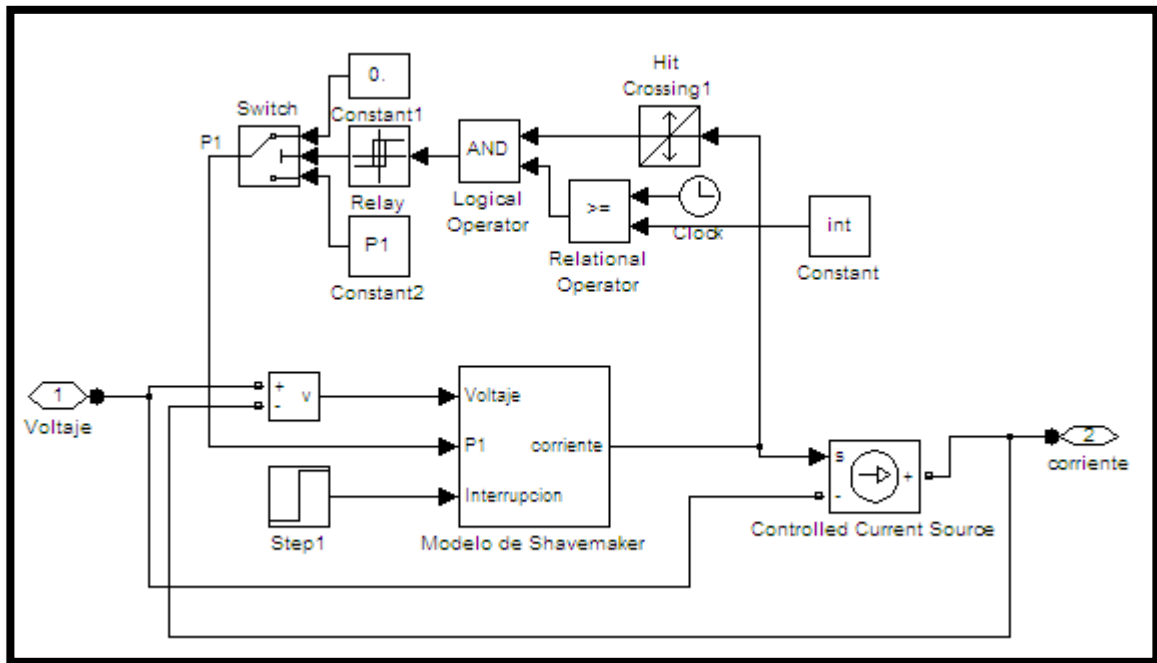 Hit
Crossing1
0.
Constant1
Switch
P1
AND
Logical
Operator
Relay
>=
Relational
Operator
Clock
int
Constant
P1
Constant2
1
Voltaje
+
-
v
Voltaje
P1
Interrupcion
corriente
Modelo de Shavemaker
Step1
s
-
+
Controlled Current Source
2
corriente